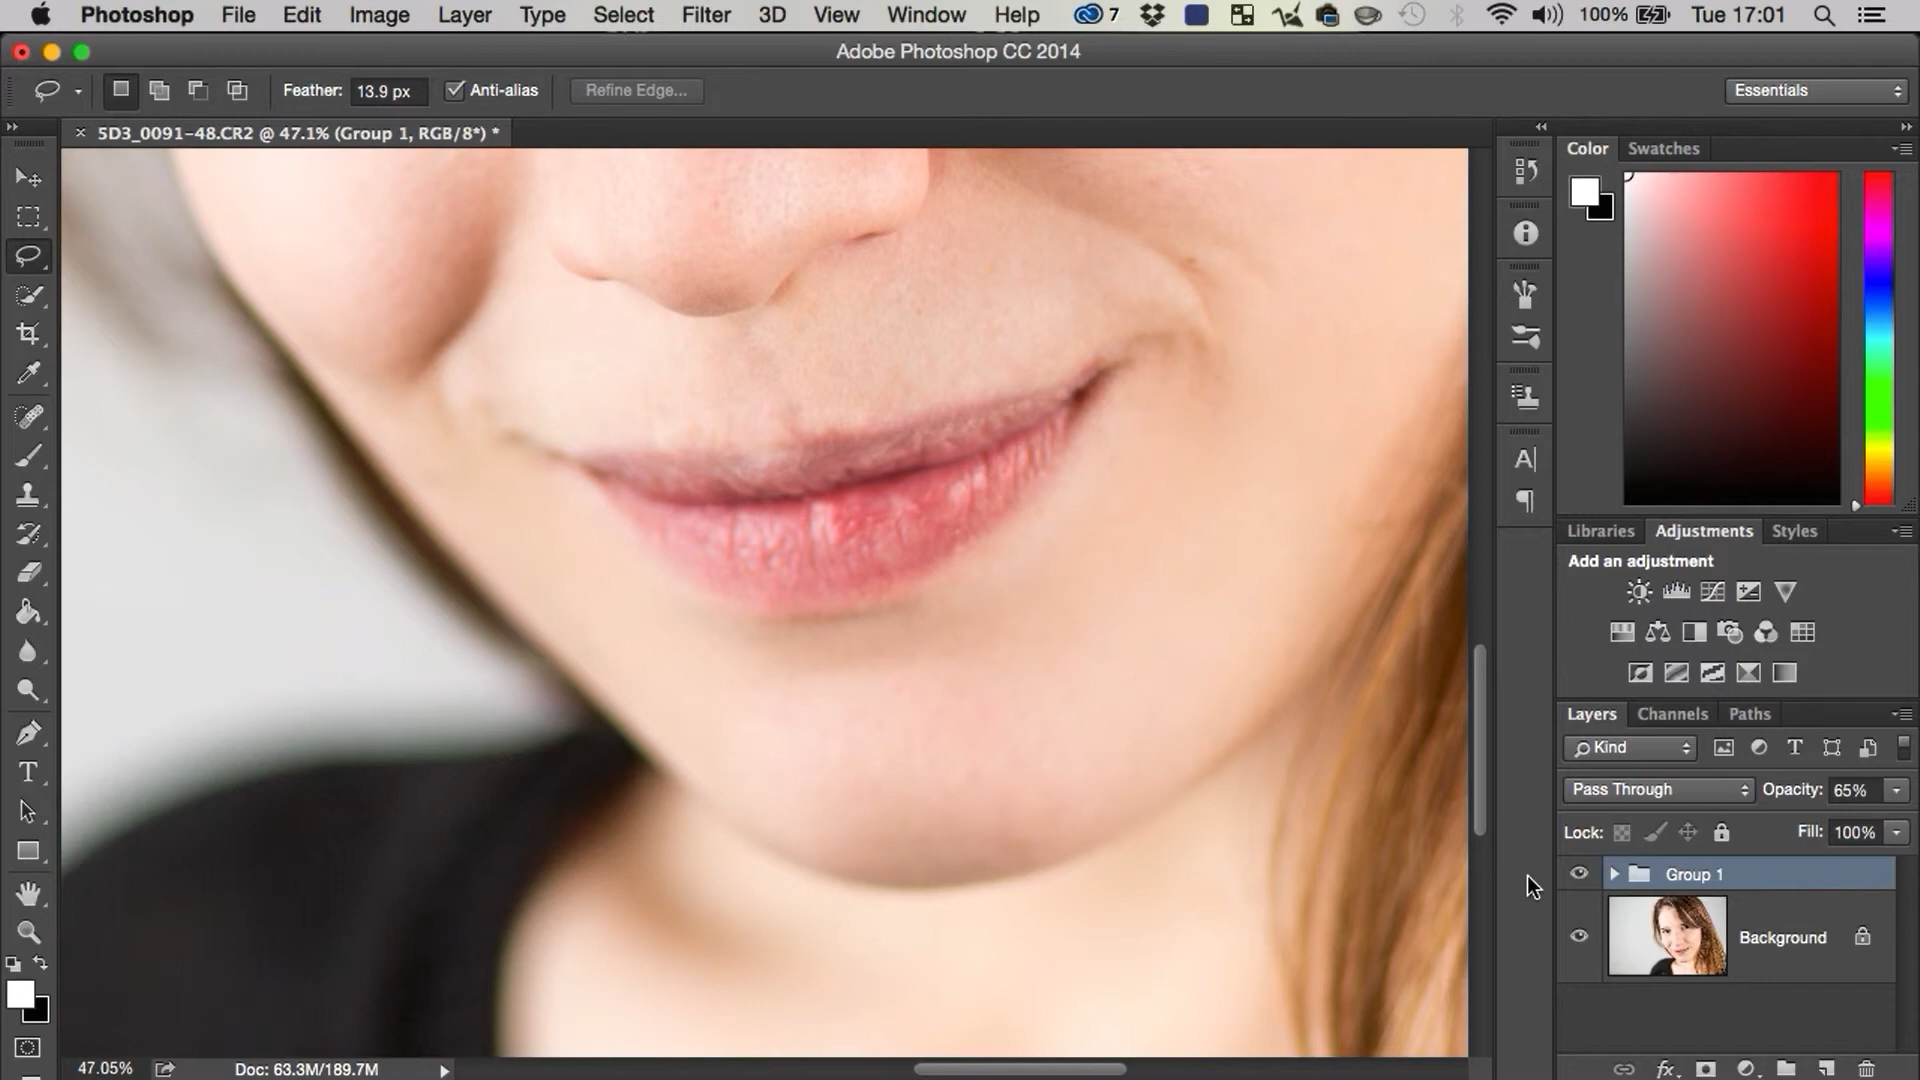 Photoshop File Edit Image Layer Type Select Filter 3D View Window Help 7 100% Tue 17:01
Adobe Photoshop CC 2014
Feather: 13.9 px Anti-alias Refine Edge... Essentials
× 5D3_0091-48.CR2 @ 47.1% (Group 1, RGB/8*) *
Color Swatches
Libraries Adjustments Styles
Add an adjustment
Layers Channels Paths
Kind
Pass Through Opacity: 65%
Lock: Fill: 100%
Group 1
Background
47.05% Doc: 63.3M/189.7M